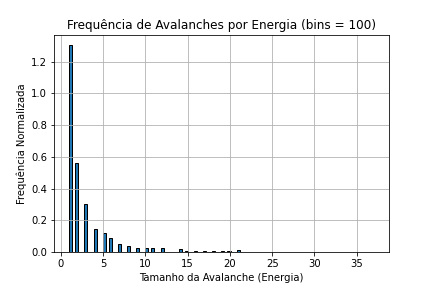 Frequência de Avalanches por Energia (bins = 100)
Frequência Normalizada
1.2
1.0
0.8
0.6
0.4
0.2
0.0
0 5 10 15 20 25 30 35
Tamanho da Avalanche (Energia)